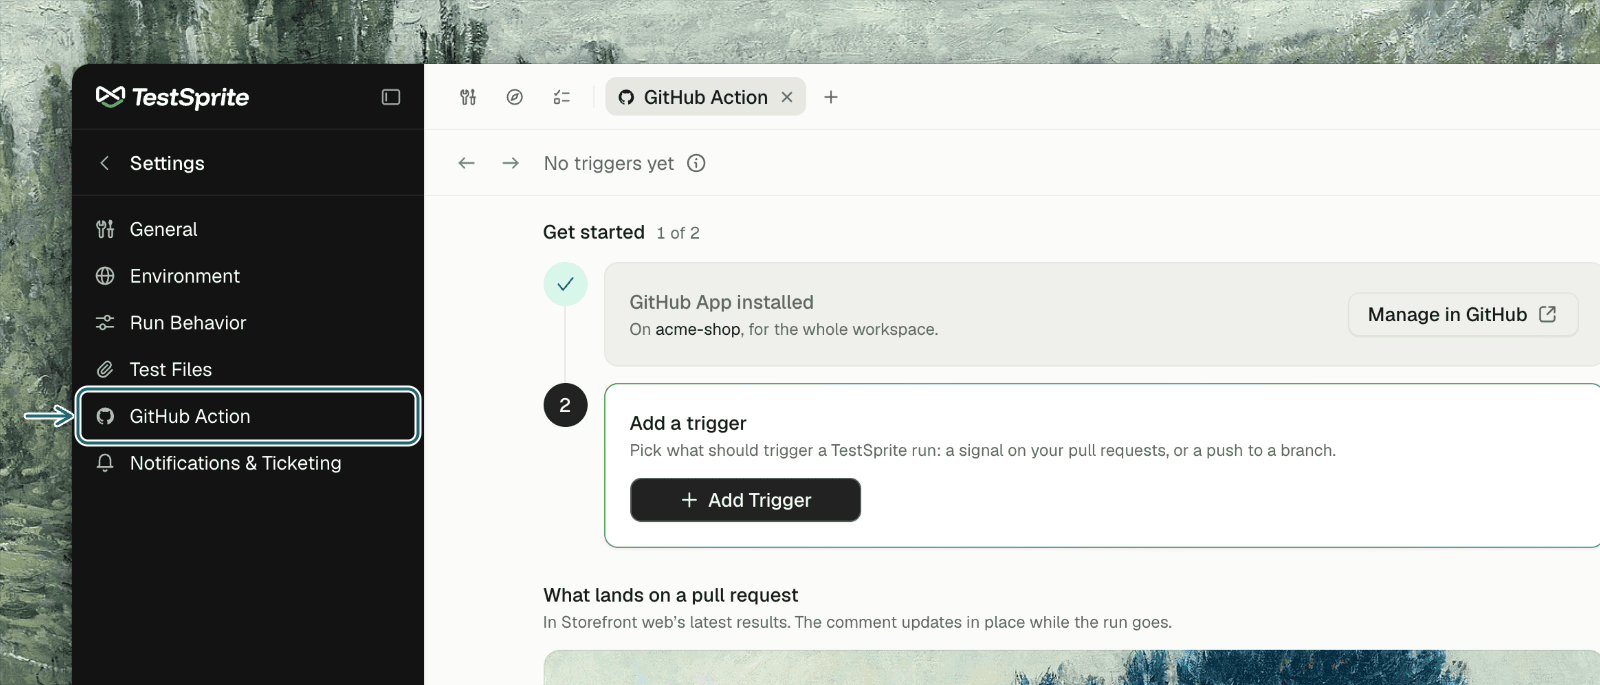 TestSprite
Settings
General
Environment
Run Behavior
Test Files
GitHub Action
Notifications & Ticketing
GitHub Action
No triggers yet
Get started 1 of 2
GitHub App installed
On acme-shop, for the whole workspace.
Manage in GitHub
2
Add a trigger
Pick what should trigger a TestSprite run: a signal on your pull requests, or a push to a branch.
+ Add Trigger
What lands on a pull request
In Storefront web's latest results. The comment updates in place while the run goes.